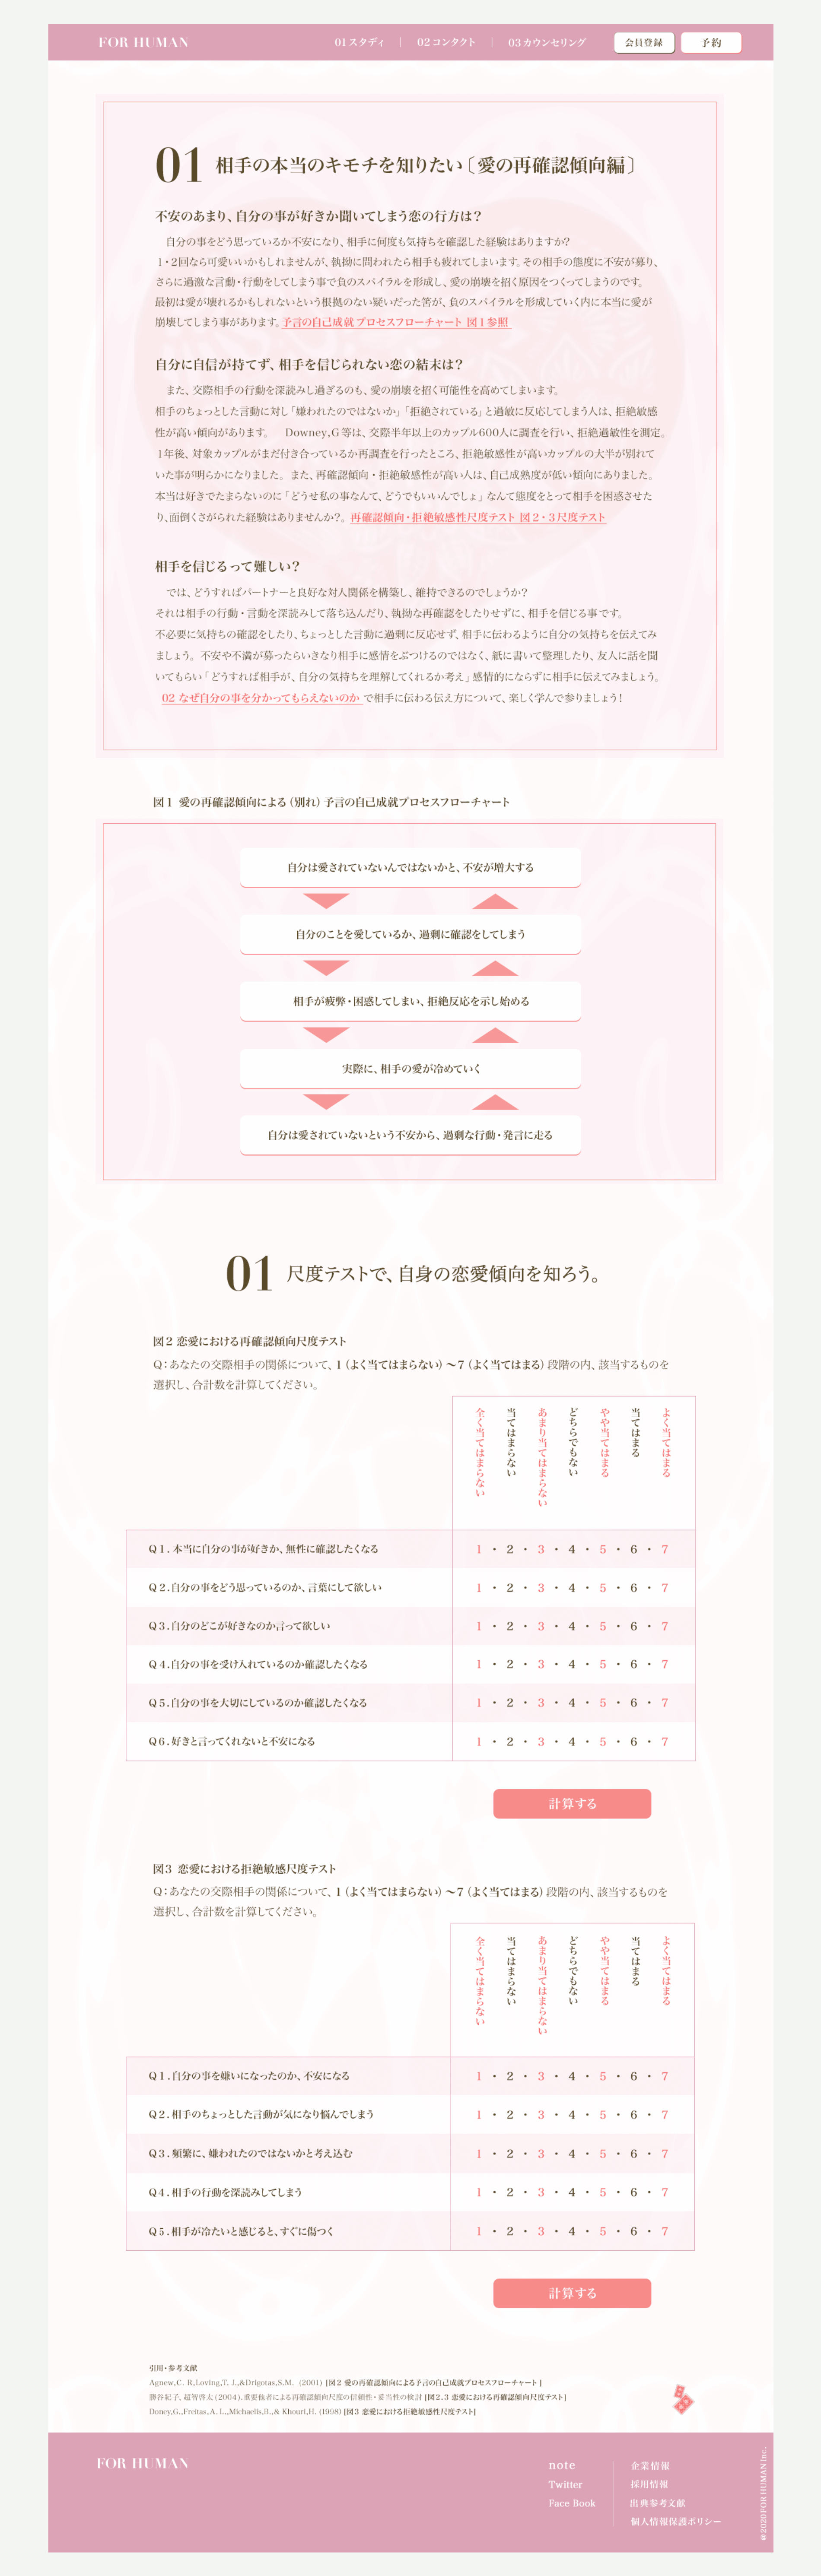 FOR HUMAN
01 スタディ | 02 コンタクト | 03 カウンセリング
会員登録
予約
01 相手の本当のキモチを知りたい〔愛の再確認傾向編〕
不安のあまり、自分の事が好きか聞いてしまう恋の行方は？
自分の事をどう思っているか不安になり、相手に何度も気持ちを確認した経験はありますか？
1・2回なら可愛いいかもしれませんが、執拗に問われたら相手も疲れてしまいます。その相手の態度に不安が募り、
さらに過激な言動・行動をしてしまう事で負のスパイラルを形成し、愛の崩壊を招く原因をつくってしまうのです。
最初は愛が壊れるかもしれないという根拠のない疑いだった筈が、負のスパイラルを形成していく内に本当に愛が
崩壊してしまう事があります。予言の自己成就プロセスフローチャート 図1参照
自分に自信が持てず、相手を信じられない恋の結末は？
また、交際相手の行動を深読みし過ぎるのも、愛の崩壊を招く可能性を高めてしまいます。
相手のちょっとした言動に対し「嫌われたのではないか」「拒絶されている」と過敏に反応してしまう人は、拒絶敏感
性が高い傾向があります。 Downey,G 等は、交際半年以上のカップル600人に調査を行い、拒絶過敏性を測定。
1年後、対象カップルがまだ付き合っているか再調査を行ったところ、拒絶敏感性が高いカップルの大半が別れて
いた事が明らかになりました。また、再確認傾向・拒絶敏感性が高い人は、自己成熟度が低い傾向にありました。
本当は好きでたまらないのに「どうせ私の事なんて、どうでもいいんでしょ」なんて態度をとって相手を困惑させた
り、面倒くさがられた経験はありませんか？。再確認傾向・拒絶敏感性尺度テスト 図2・3尺度テスト
相手を信じるって難しい？
では、どうすればパートナーと良好な対人関係を構築し、維持できるのでしょうか？
それは相手の行動・言動を深読みして落ち込んだり、執拗な再確認をしたりせずに、相手を信じる事です。
不必要に気持ちの確認をしたり、ちょっとした言動に過剰に反応せず、相手に伝わるように自分の気持ちを伝えてみ
ましょう。不安や不満が募ったらいきなり相手に感情をぶつけるのではなく、紙に書いて整理したり、友人に話を聞
いてもらい「どうすれば相手が、自分の気持ちを理解してくれるか考え」感情的にならずに相手に伝えてみましょう。
02 なぜ自分の事を分かってもらえないのか で相手に伝わる伝え方について、楽しく学んで参りましょう！
図1 愛の再確認傾向による（別れ）予言の自己成就プロセスフローチャート
自分は愛されていないんではないかと、不安が増大する
自分のことを愛しているか、過剰に確認をしてしまう
相手が疲弊・困惑してしまい、拒絶反応を示し始める
実際に、相手の愛が冷めていく
自分は愛されていないという不安から、過剰な行動・発言に走る
01 尺度テストで、自身の恋愛傾向を知ろう。
図2 恋愛における再確認傾向尺度テスト
Q：あなたの交際相手の関係について、1（よく当てはまらない）〜7（よく当てはまる）段階の内、該当するものを
選択し、合計数を計算してください。
全く当てはまらない
当てはまらない
あまり当てはまらない
どちらでもない
やや当てはまる
当てはまる
よく当てはまる
Q1.本当に自分の事が好きか、無性に確認したくなる 1・2・3・4・5・6・7
Q2.自分の事をどう思っているのか、言葉にして欲しい 1・2・3・4・5・6・7
Q3.自分のどこが好きなのか言って欲しい 1・2・3・4・5・6・7
Q4.自分の事を受け入れているのか確認したくなる 1・2・3・4・5・6・7
Q5.自分の事を大切にしているのか確認したくなる 1・2・3・4・5・6・7
Q6.好きと言ってくれないと不安になる 1・2・3・4・5・6・7
計算する
図3 恋愛における拒絶敏感尺度テスト
Q：あなたの交際相手の関係について、1（よく当てはまらない）〜7（よく当てはまる）段階の内、該当するものを
選択し、合計数を計算してください。
全く当てはまらない
当てはまらない
あまり当てはまらない
どちらでもない
やや当てはまる
当てはまる
よく当てはまる
Q1.自分の事を嫌いになったのか、不安になる 1・2・3・4・5・6・7
Q2.相手のちょっとした言動が気になり悩んでしまう 1・2・3・4・5・6・7
Q3.頻繁に、嫌われたのではないかと考え込む 1・2・3・4・5・6・7
Q4.相手の行動を深読みしてしまう 1・2・3・4・5・6・7
Q5.相手が冷たいと感じると、すぐに傷つく 1・2・3・4・5・6・7
計算する
引用・参考文献
Agnew,C. R,Loving,T. J.,&Drigotas,S.M. (2001) [図2 愛の再確認傾向による予言の自己成就プロセスフローチャート]
勝谷紀子, 超智啓太 (2004).重要他者による再確認傾向尺度の信頼性・妥当性の検討 [図2.3 恋愛における再確認傾向尺度テスト]
Doney,G.,Freitas,A. L.,Michaelis,B.,& Khouri,H. (1998) [図3 恋愛における拒絶敏感性尺度テスト]
FOR HUMAN
note
Twitter
Face Book
企業情報
採用情報
出典参考文献
個人情報保護ポリシー
©2020 FOR HUMAN Inc.,